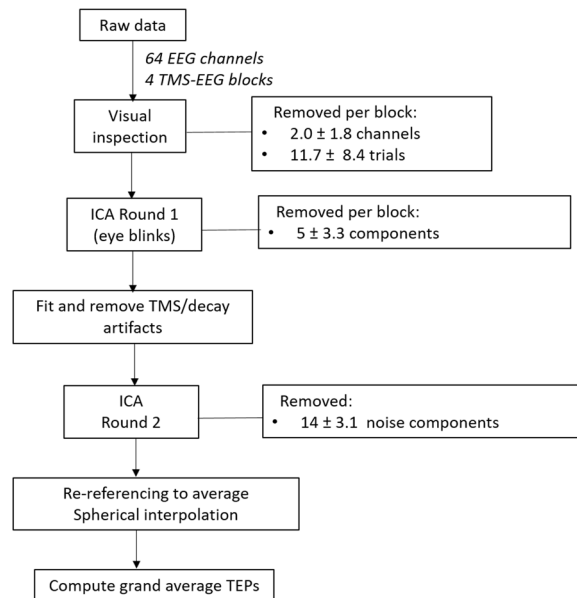 Raw data
64 EEG channels
4 TMS-EEG blocks
Visual
inspection
Removed per block:
• 2.0 ± 1.8 channels
• 11.7 ± 8.4 trials
ICA Round 1
(eye blinks)
Removed per block:
• 5 ± 3.3 components
Fit and remove TMS/decay
artifacts
ICA
Round 2
Removed:
• 14 ± 3.1 noise components
Re-referencing to average
Spherical interpolation
Compute grand average TEPs